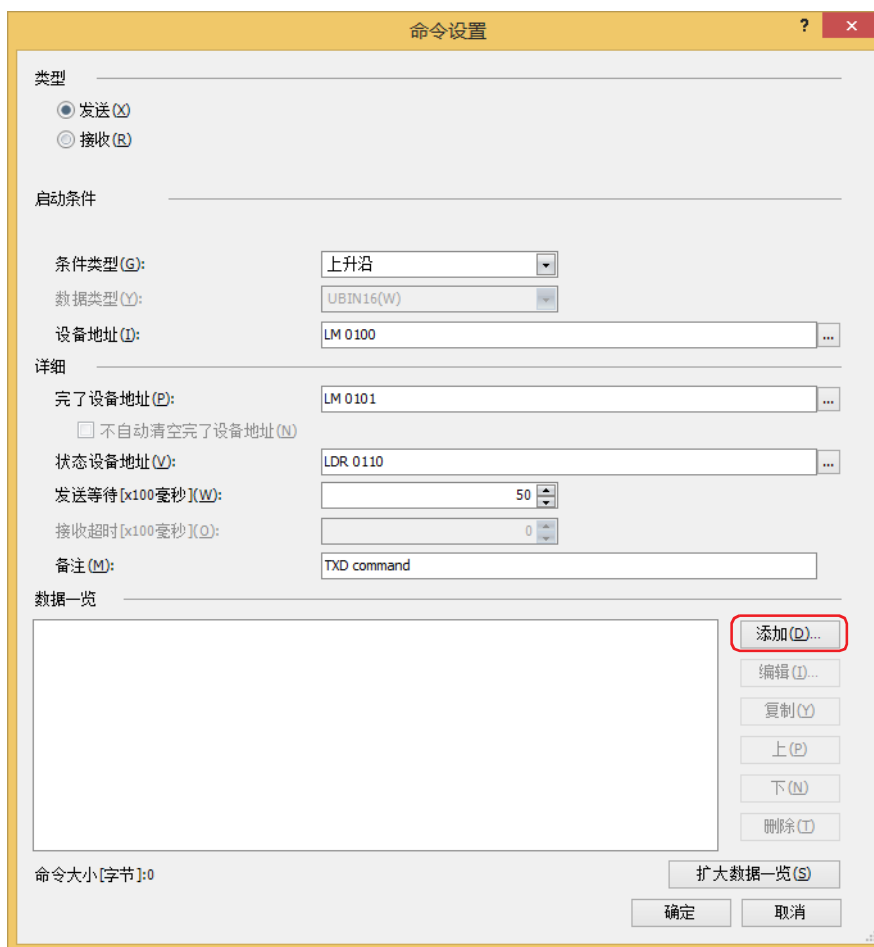 命令设置
?
类型
发送(X)
接收(R)
启动条件
条件类型(G): 上升沿
数据类型(Y): UBIN16(W)
设备地址(I): LM 0100 ...
详细
完了设备地址(P): LM 0101 ...
不自动清空完了设备地址(N)
状态设备地址(V): LDR 0110 ...
发送等待[x100毫秒](W): 50
接收超时[x100毫秒](O): 0
备注(M): TXD command
数据一览
添加(D)...
编辑(I)...
复制(Y)
上(P)
下(N)
删除(T)
命令大小[字节]:0
扩大数据一览(S)
确定 取消